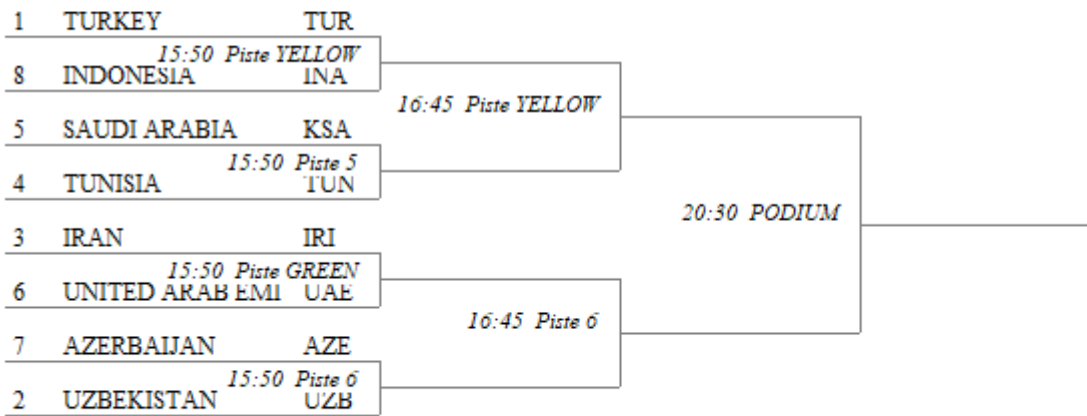 1 TURKEY TUR
15:50 Piste YELLOW
8 INDONESIA INA
16:45 Piste YELLOW
5 SAUDI ARABIA KSA
15:50 Piste 5
4 TUNISIA TUN
20:30 PODIUM
3 IRAN IRI
15:50 Piste GREEN
6 UNITED ARAB EMI UAE
16:45 Piste 6
7 AZERBAIJAN AZE
15:50 Piste 6
2 UZBEKISTAN UZB